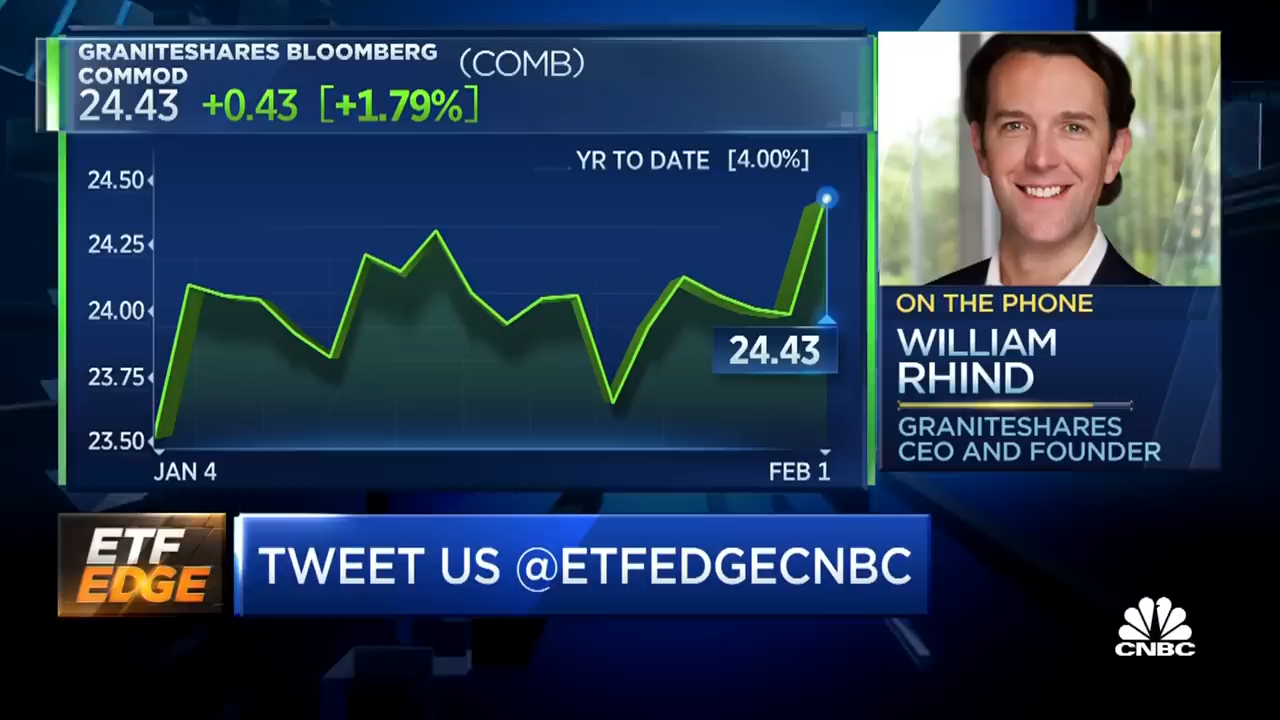 GRANITESHARES BLOOMBERG
COMMOD
(COMB)
24.43 +0.43 [+1.79%]
YR TO DATE [4.00%]
24.50
24.25
24.00
23.75
23.50
24.43
JAN 4
FEB 1
ON THE PHONE
WILLIAM
RHIND
GRANITESHARES
CEO AND FOUNDER
ETF
EDGE
TWEET US @ETFEDGECNBC
CNBC